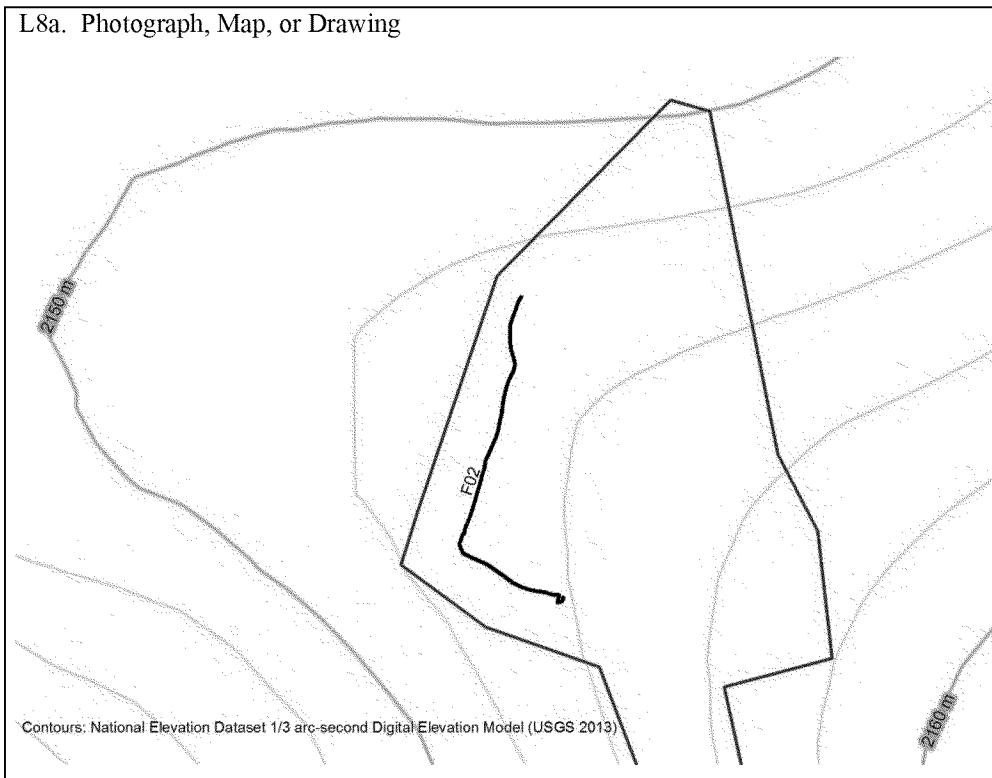 L8a. Photograph, Map, or Drawing
2150 m
F02
2160 m
Contours: National Elevation Dataset 1/3 arc-second Digital Elevation Model (USGS 2013)